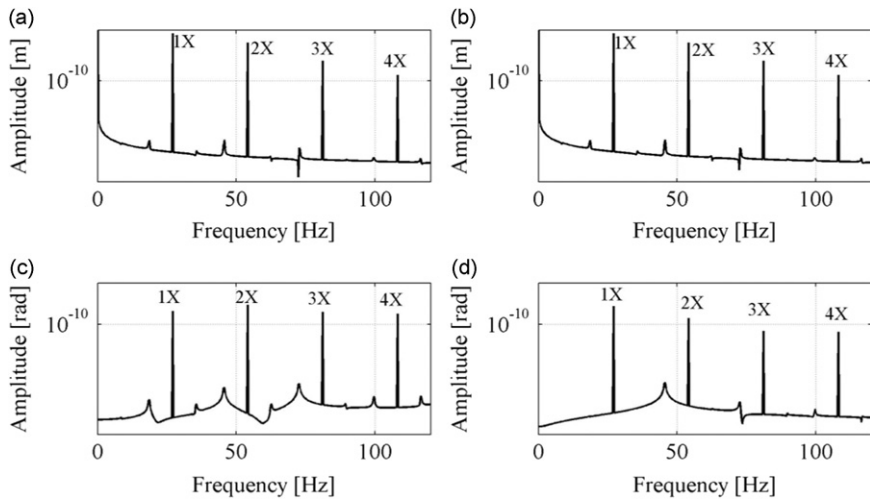 (a)
Amplitude [m]
10⁻¹⁰
1X 2X 3X 4X
0 50 100
Frequency [Hz]
(b)
Amplitude [m]
10⁻¹⁰
1X 2X 3X 4X
0 50 100
Frequency [Hz]
(c)
Amplitude [rad]
10⁻¹⁰
1X 2X 3X 4X
0 50 100
Frequency [Hz]
(d)
Amplitude [rad]
10⁻¹⁰
1X 2X 3X 4X
0 50 100
Frequency [Hz]